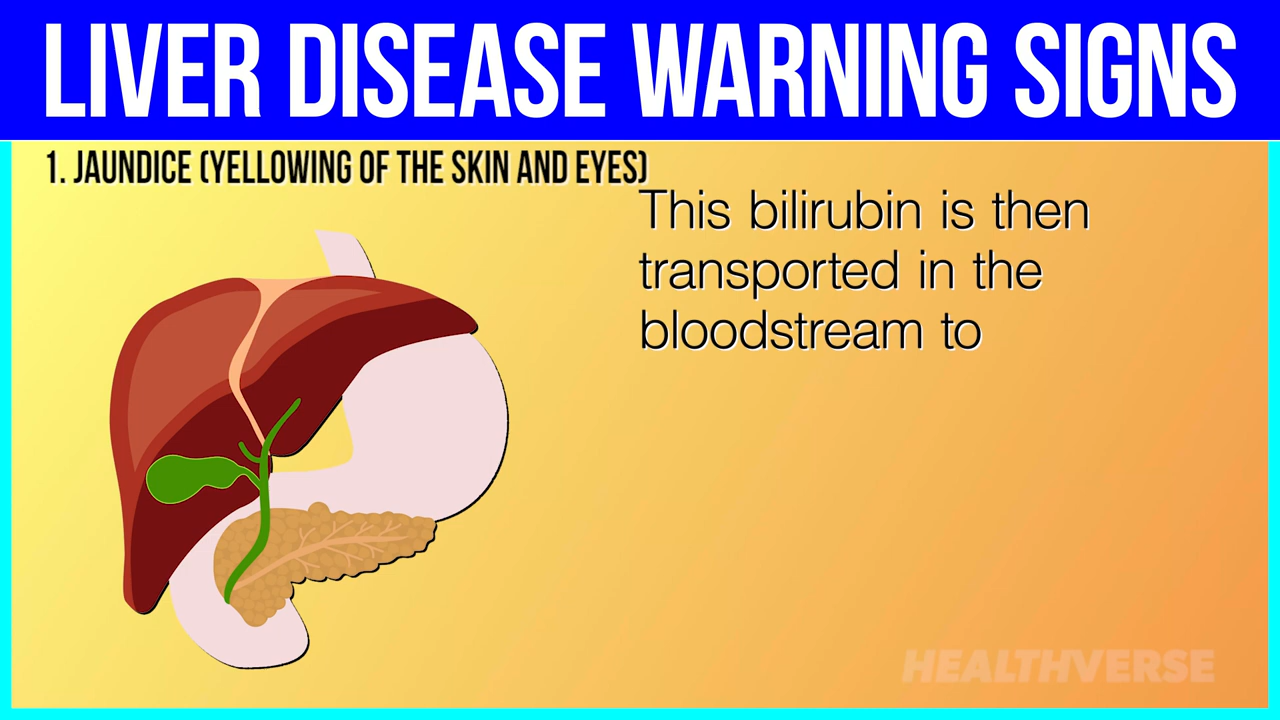 LIVER DISEASE WARNING SIGNS
1. JAUNDICE (YELLOWING OF THE SKIN AND EYES)
This bilirubin is then
transported in the
bloodstream to
HEALTHVERSE